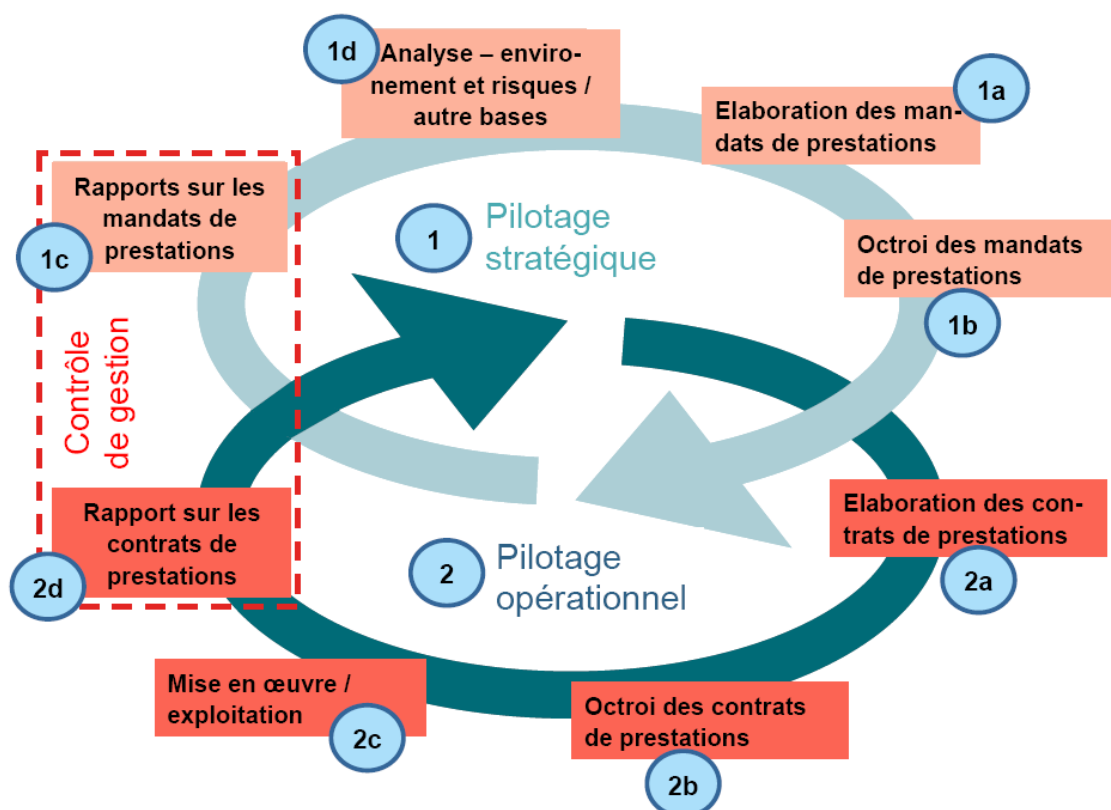 1d
Analyse – enviro-
nement et risques /
autre bases
1a
Elaboration des man-
dats de prestations
Rapports sur les
mandats de
prestations
1c
1
Pilotage
stratégique
Octroi des mandats
de prestations
1b
Contrôle
de gestion
Rapport sur les
contrats de
prestations
2d
2
Pilotage
opérationnel
Elaboration des con-
trats de prestations
2a
Mise en œuvre /
exploitation
2c
Octroi des contrats
de prestations
2b